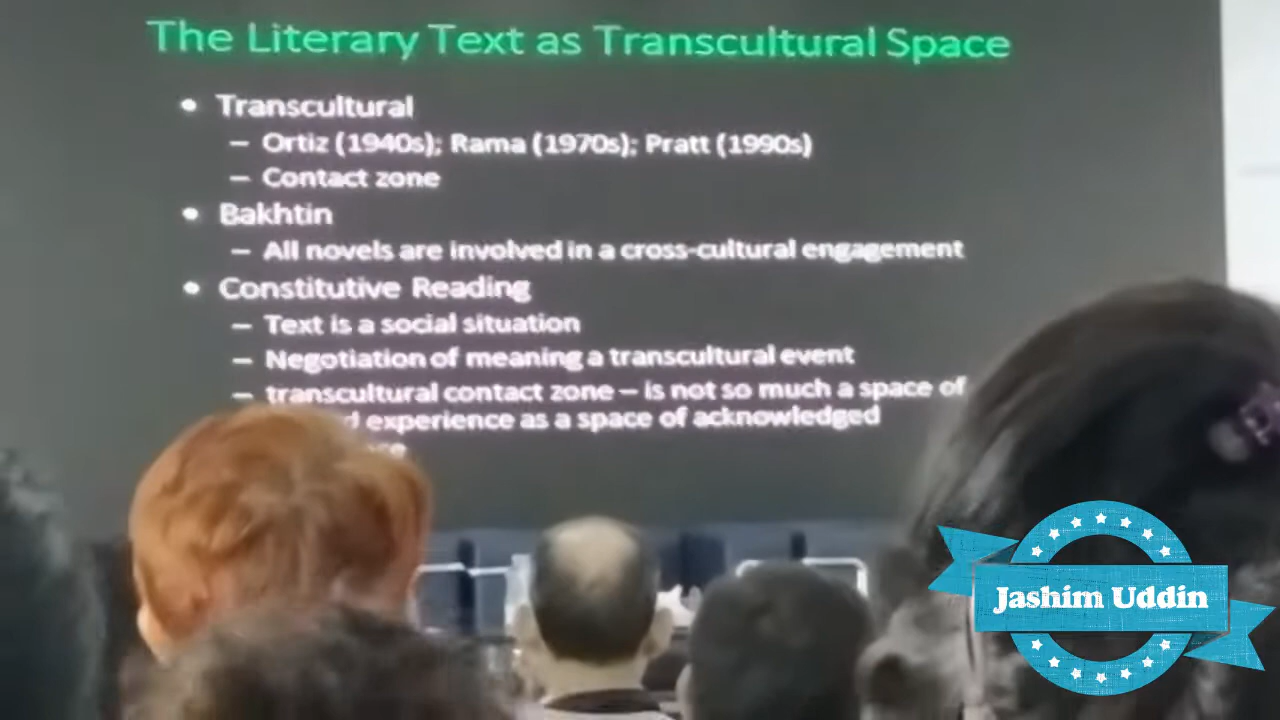 The Literary Text as Transcultural Space
• Transcultural
– Ortiz (1940s); Rama (1970s); Pratt (1990s)
– Contact zone
• Bakhtin
– All novels are involved in a cross-cultural engagement
• Constitutive Reading
– Text is a social situation
– Negotiation of meaning a transcultural event
– transcultural contact zone – is not so much a space of
experience as a space of acknowledged
Jashim Uddin